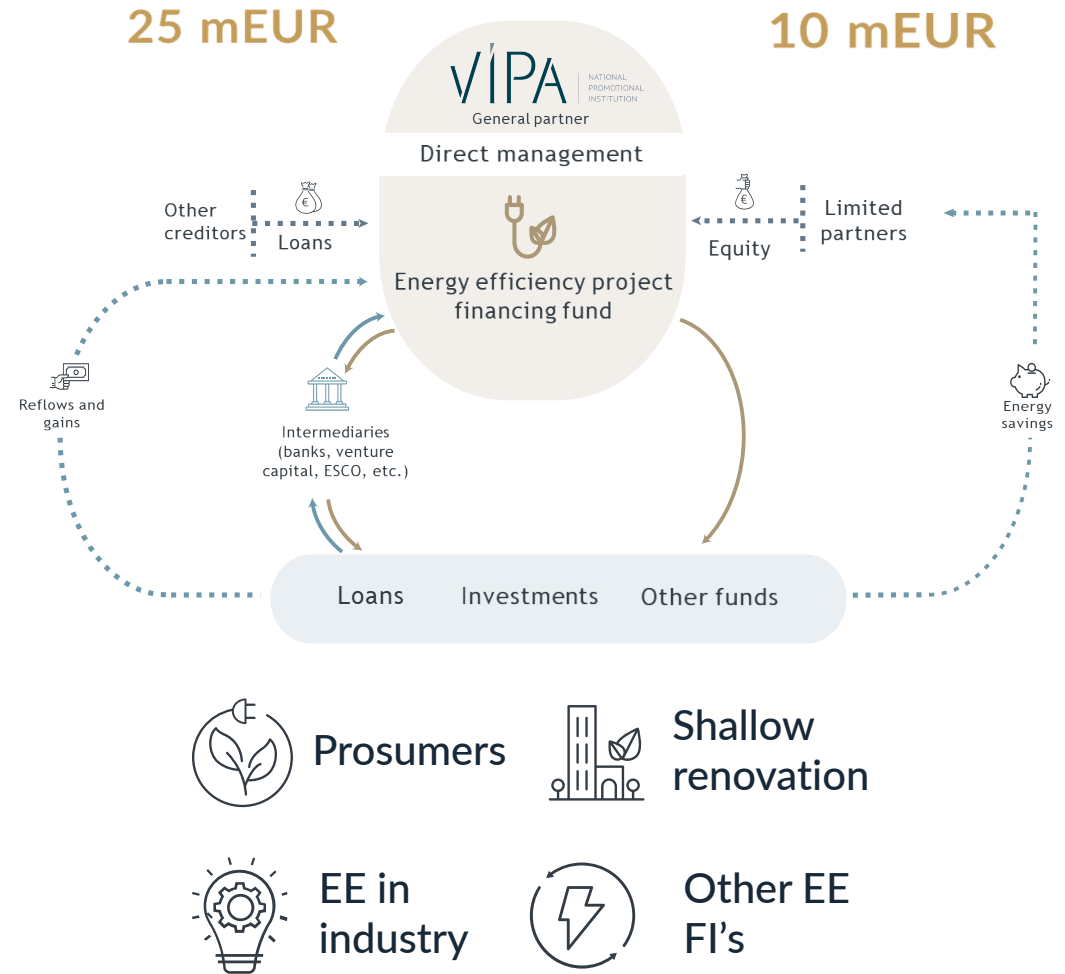 25 mEUR
10 mEUR
VIPA
NATIONAL
PROMOTIONAL
INSTITUTION
General partner
Direct management
Other
creditors
€
Loans
€
Equity
Limited
partners
Energy efficiency project
financing fund
Reflows and
gains
Intermediaries
(banks, venture
capital, ESCO, etc.)
Energy
savings
Loans
Investments
Other funds
Prosumers
Shallow
renovation
EE in
industry
Other EE
FI’s